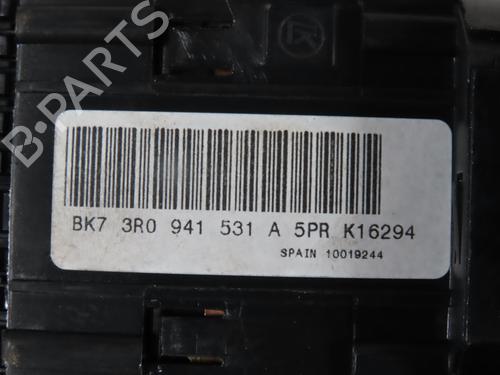 B-PARTS
BK7 3R0 941 531 A 5PR K16294
SPAIN 10019244